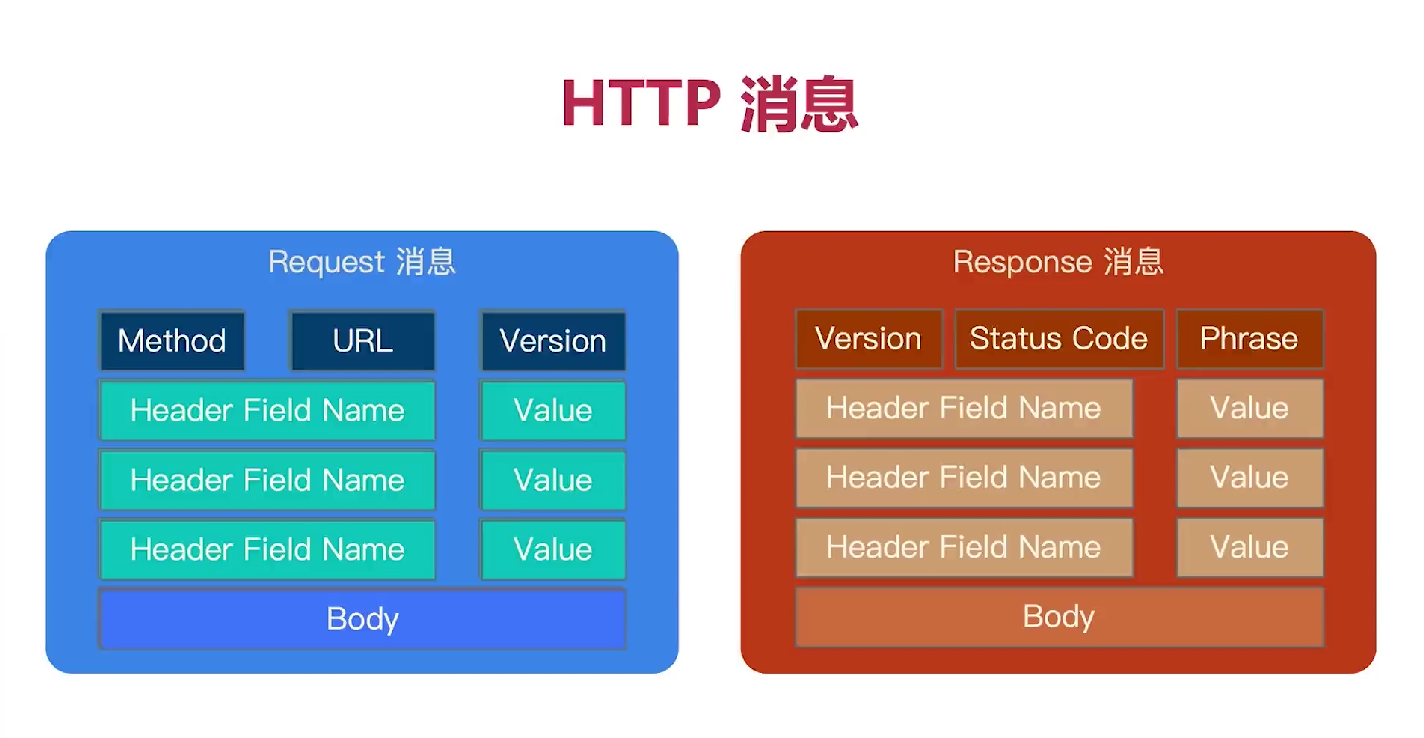 HTTP 消息
Request 消息
Method URL Version
Header Field Name Value
Header Field Name Value
Header Field Name Value
Body
Response 消息
Version Status Code Phrase
Header Field Name Value
Header Field Name Value
Header Field Name Value
Body